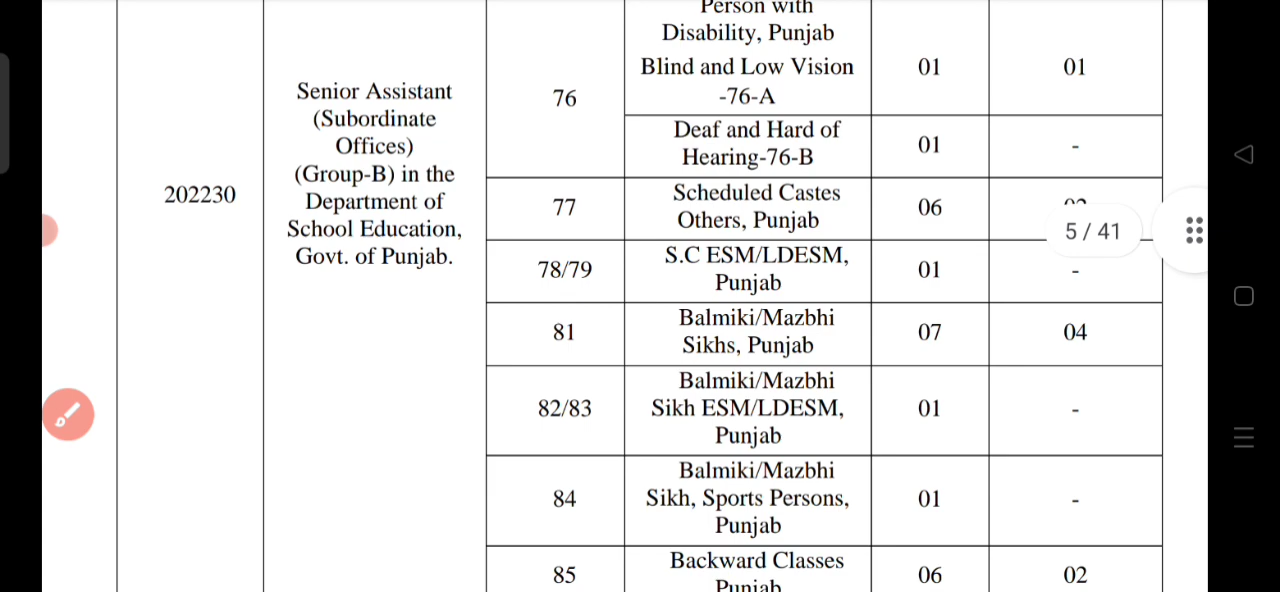 Person with
Disability, Punjab
Blind and Low Vision
-76-A
01
01
202230
Senior Assistant
(Subordinate
Offices)
(Group-B) in the
Department of
School Education,
Govt. of Punjab.
76
Deaf and Hard of
Hearing-76-B
01
-
77
Scheduled Castes
Others, Punjab
06
5 / 41
78/79
S.C ESM/LDESM,
Punjab
01
-
81
Balmiki/Mazbhi
Sikhs, Punjab
07
04
82/83
Balmiki/Mazbhi
Sikh ESM/LDESM,
Punjab
01
-
84
Balmiki/Mazbhi
Sikh, Sports Persons,
Punjab
01
-
85
Backward Classes
Punjab
06
02